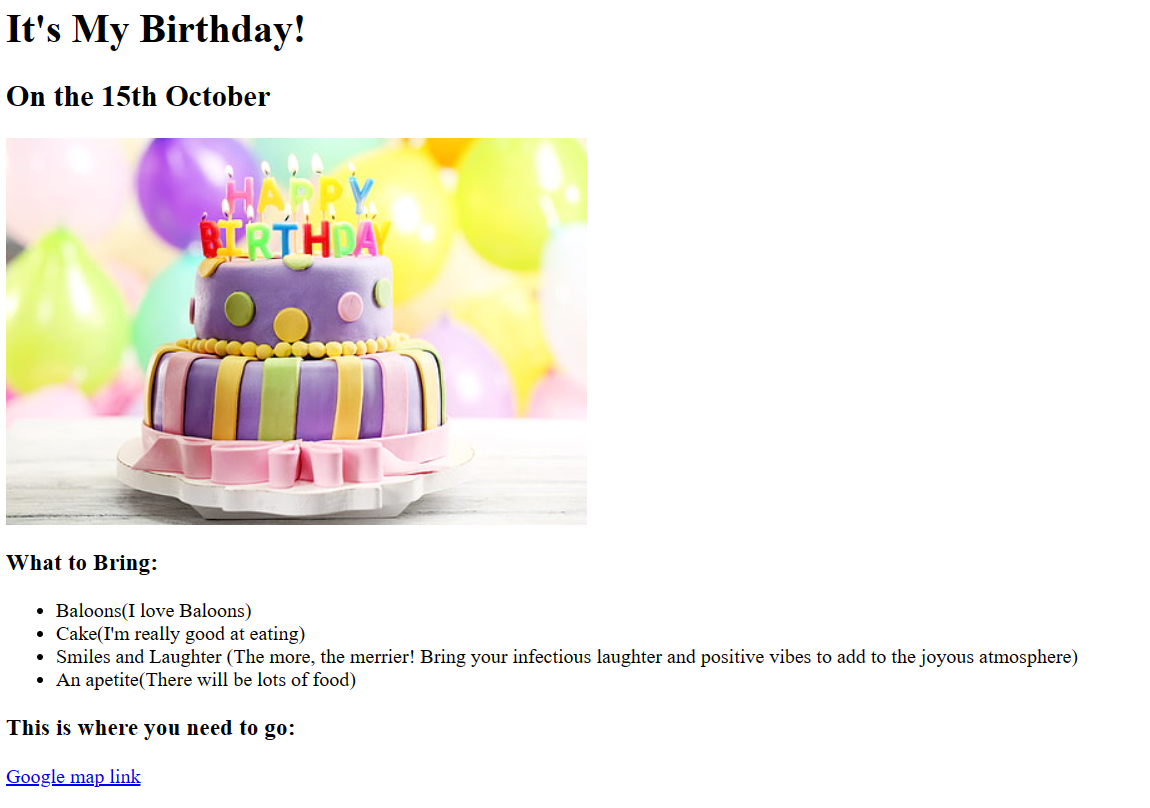 It's My Birthday!
On the 15th October
HAPPY
BIRTHDAY
What to Bring:
Baloons(I love Baloons)
Cake(I'm really good at eating)
Smiles and Laughter (The more, the merrier! Bring your infectious laughter and positive vibes to add to the joyous atmosphere)
An apetite(There will be lots of food)
This is where you need to go:
Google map link